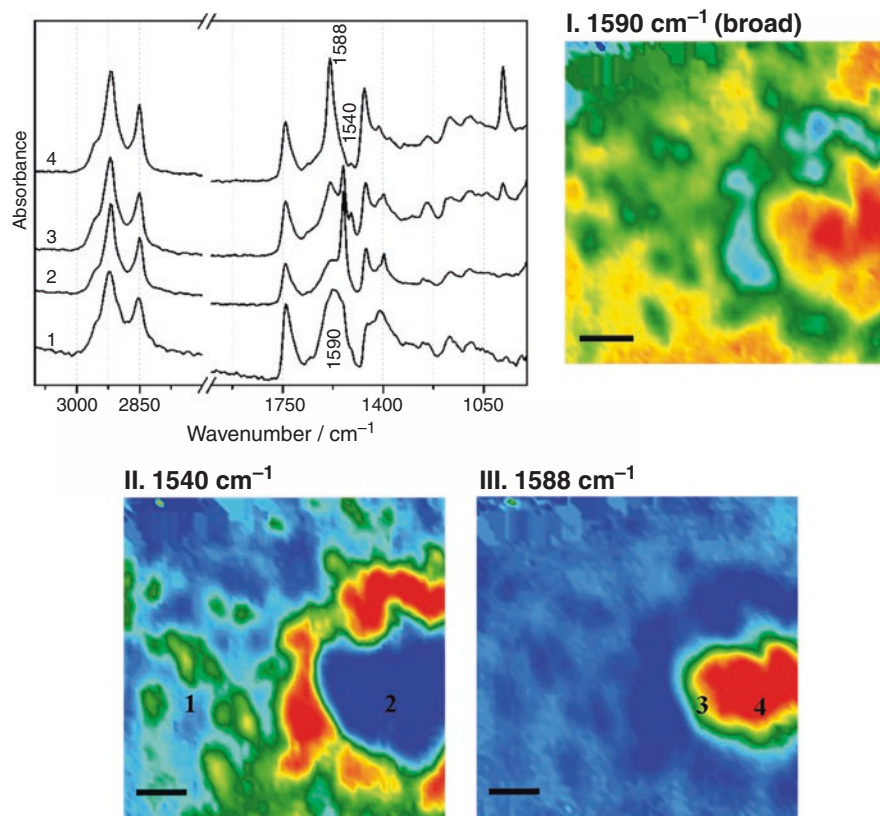 I. 1590 cm⁻¹ (broad)
1588
1540
4
3
2
1
1590
Absorbance
3000 2850 1750 1400 1050
Wavenumber / cm⁻¹
II. 1540 cm⁻¹
III. 1588 cm⁻¹
1 2
3 4